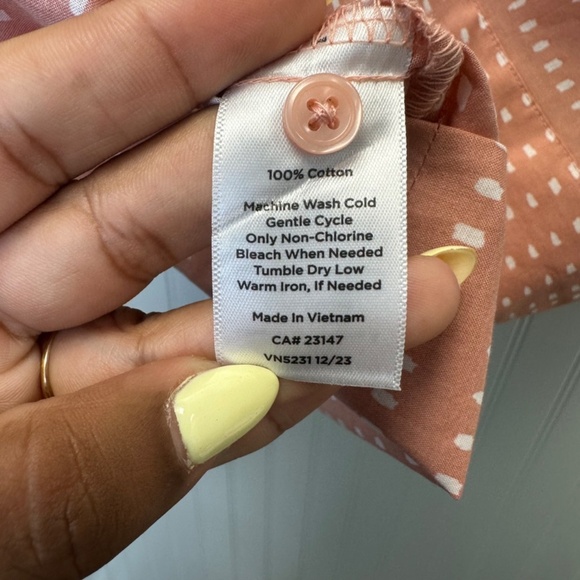 100% Cotton
Machine Wash Cold
Gentle Cycle
Only Non-Chlorine
Bleach When Needed
Tumble Dry Low
Warm Iron, If Needed
Made In Vietnam
CA# 23147
VN5231 12/23